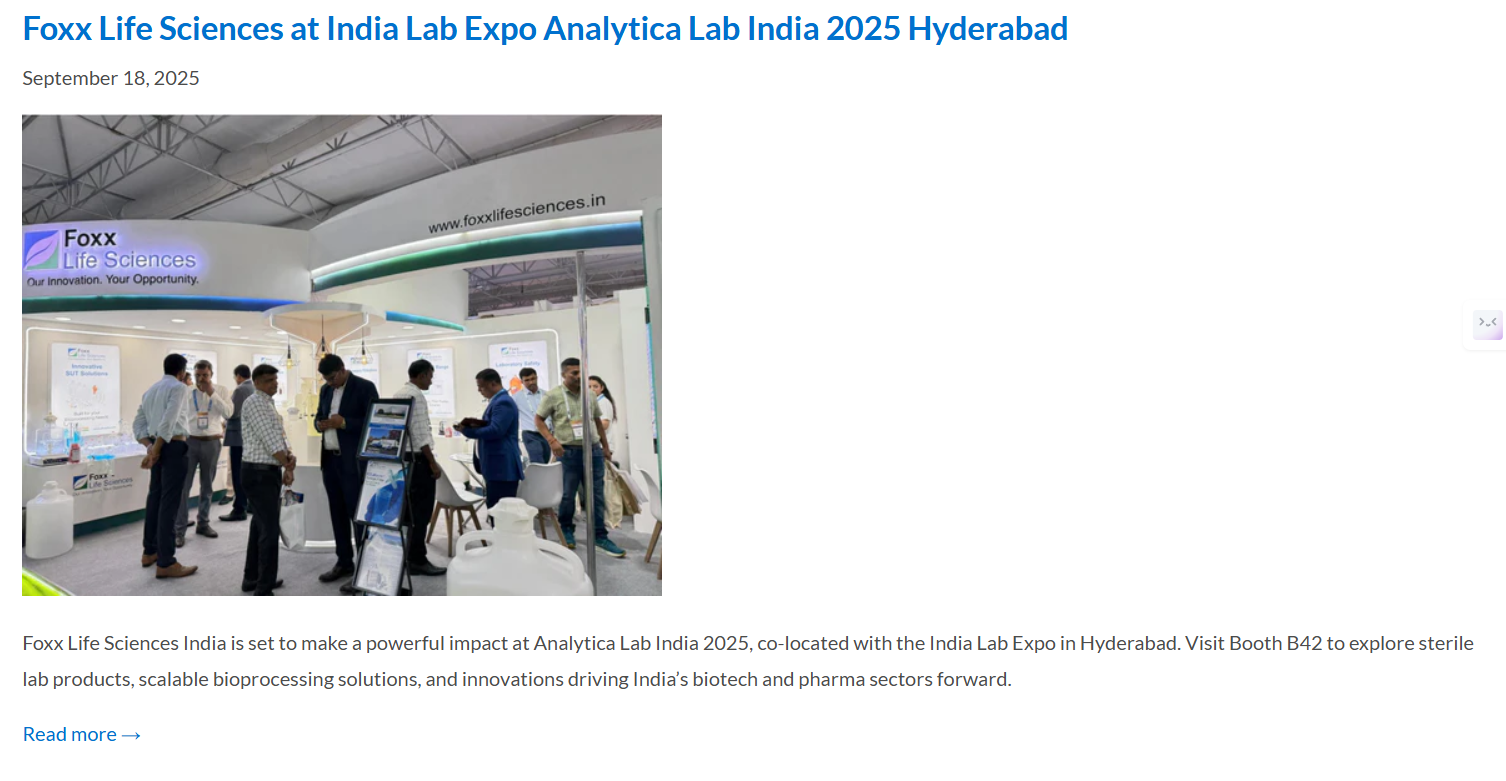 Foxx Life Sciences at India Lab Expo Analytica Lab India 2025 Hyderabad
September 18, 2025
www.foxxlifesciences.in
Foxx
Life Sciences
Our Innovation. Your Opportunity.
Foxx
Life Sciences
Innovative
SUT Solutions
Laboratory Safety
Foxx
Life Sciences
Foxx Life Sciences India is set to make a powerful impact at Analytica Lab India 2025, co-located with the India Lab Expo in Hyderabad. Visit Booth B42 to explore sterile
lab products, scalable bioprocessing solutions, and innovations driving India’s biotech and pharma sectors forward.
Read more →